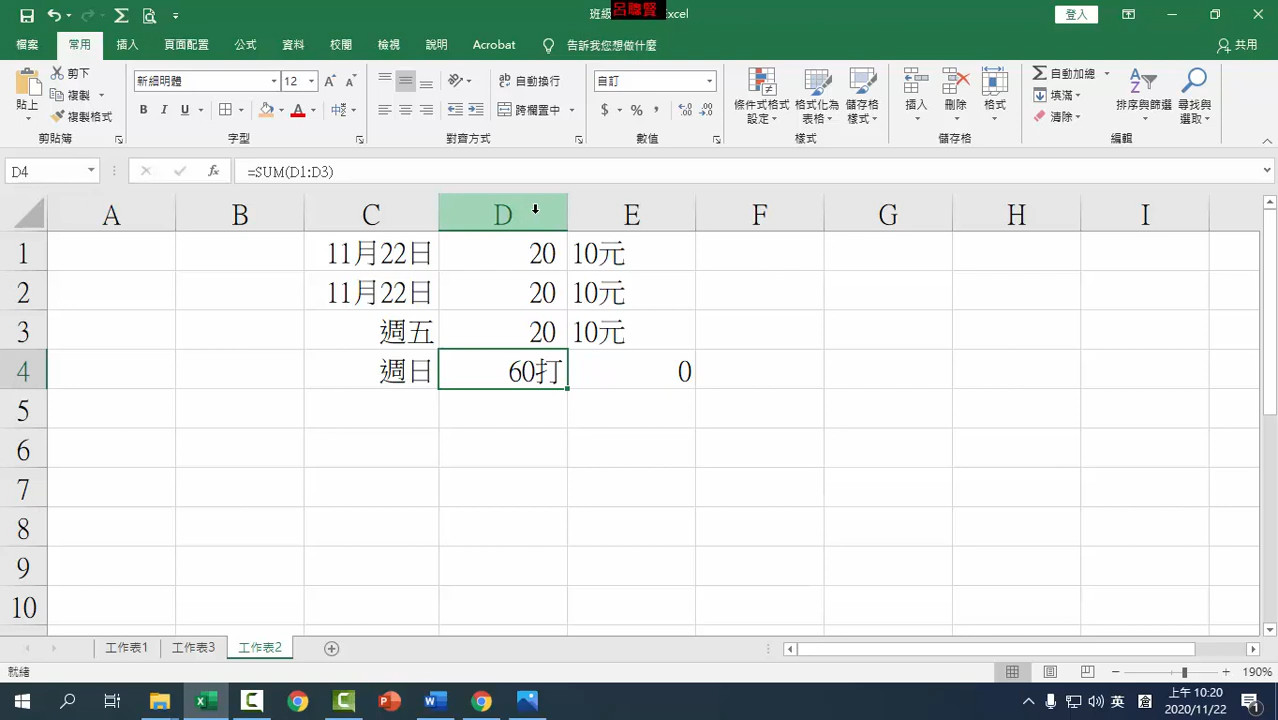 班級
呂聰賢
Excel
登入
檔案 常用 插入 頁面配置 公式 資料 校閱 檢視 說明 Acrobat 告訴我您想做什麼 共用
貼上 剪下 複製 複製格式
新細明體 12
B I U
自動換行
跨欄置中
自訂
$ %
條件式格式設定 格式化為表格 儲存格樣式
插入 刪除 格式
自動加總 填滿 清除
排序與篩選 尋找與選取
剪貼簿 字型 對齊方式 數值 樣式 儲存格 編輯
D4 =SUM(D1:D3)
A B C D E F G H I
1 11月22日 20 10元
2 11月22日 20 10元
3 週五 20 10元
4 週日 60打 0
5
6
7
8
9
10
工作表1 工作表3 工作表2
就緒 190%
英 上午 10:20
2020/11/22
1